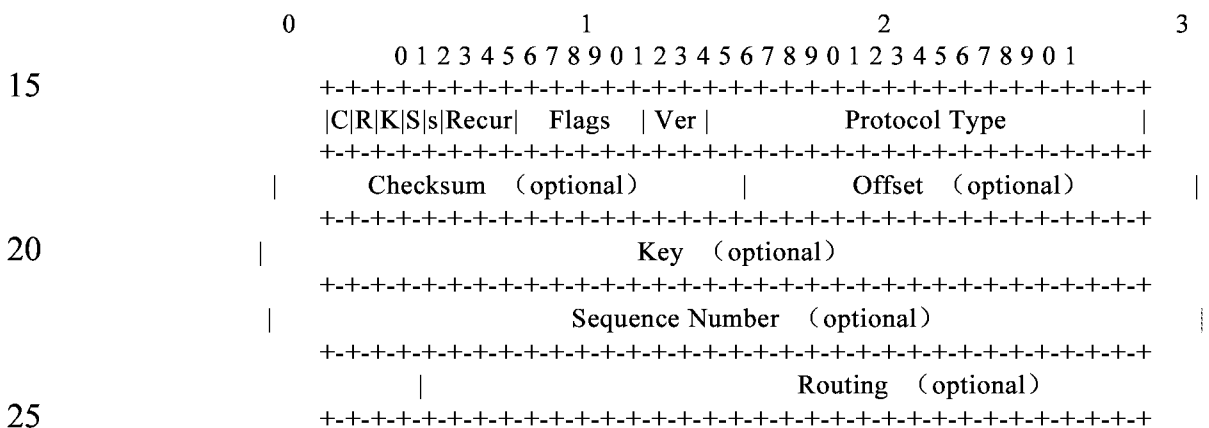 0 1 2 3
0 1 2 3 4 5 6 7 8 9 0 1 2 3 4 5 6 7 8 9 0 1 2 3 4 5 6 7 8 9 0 1
15 +-+-+-+-+-+-+-+-+-+-+-+-+-+-+-+-+-+-+-+-+-+-+-+-+-+-+-+-+-+-+-+-+
|C|R|K|S|s|Recur| Flags | Ver | Protocol Type |
+-+-+-+-+-+-+-+-+-+-+-+-+-+-+-+-+-+-+-+-+-+-+-+-+-+-+-+-+-+-+-+-+
| Checksum （optional） | Offset （optional） |
+-+-+-+-+-+-+-+-+-+-+-+-+-+-+-+-+-+-+-+-+-+-+-+-+-+-+-+-+-+-+-+-+
20 | Key （optional）
+-+-+-+-+-+-+-+-+-+-+-+-+-+-+-+-+-+-+-+-+-+-+-+-+-+-+-+-+-+-+-+-+
| Sequence Number （optional） |
+-+-+-+-+-+-+-+-+-+-+-+-+-+-+-+-+-+-+-+-+-+-+-+-+-+-+-+-+-+-+-+-+
| Routing （optional）
25 +-+-+-+-+-+-+-+-+-+-+-+-+-+-+-+-+-+-+-+-+-+-+-+-+-+-+-+-+-+-+-+-+